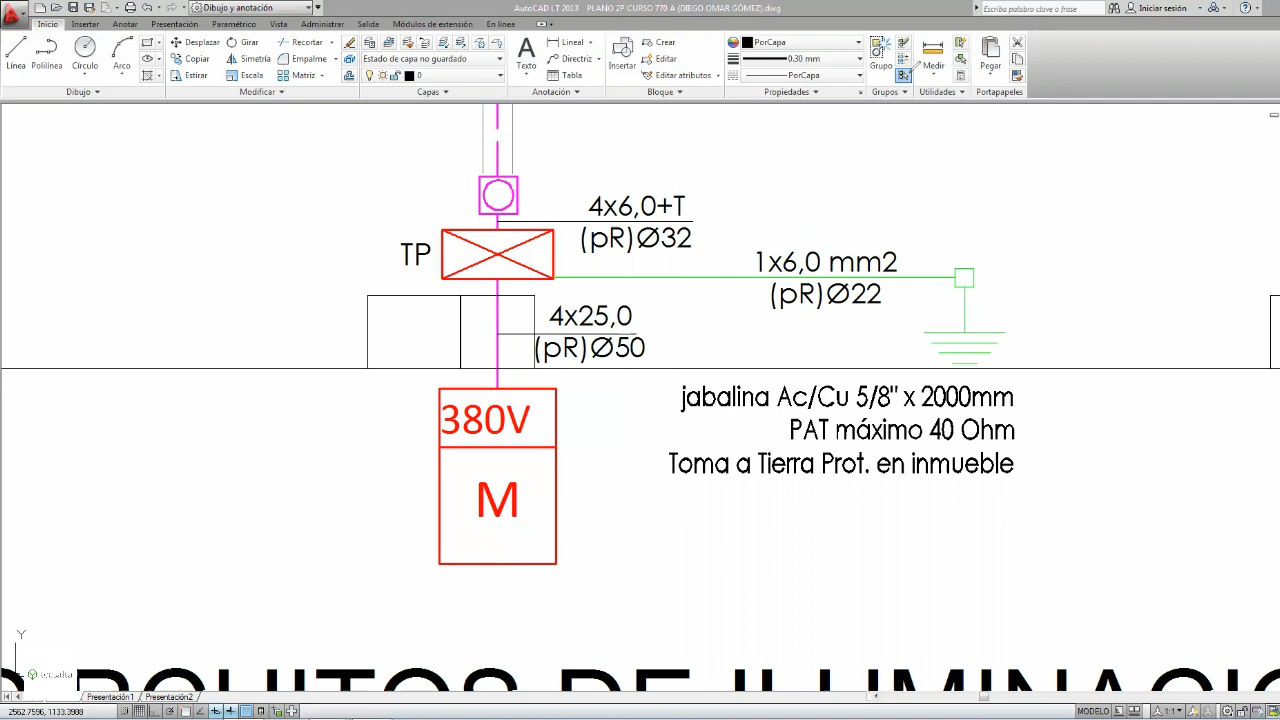 Dibujo y anotación
AutoCAD LT 2013 PLANO 2P CURSO 770 A (DIEGO OMAR GÓMEZ).dwg
Escriba palabra clave o frase
Iniciar sesión
Inicio Insertar Anotar Presentación Paramétrico Vista Administrar Salida Módulos de extensión En línea
Línea Polilínea Círculo Arco
Desplazar Girar Recortar
Copiar Simetría Empalme
Estirar Escala Matriz
Estado de capa no guardado
0
Texto
Lineal
Directriz
Tabla
Insertar
Crear
Editar
Editar atributos
PorCapa
0.30 mm
PorCapa
Grupo
Medir
Pegar
Dibujo Modificar Capas Anotación Bloque Propiedades Grupos Utilidades Portapapeles
4x6,0+T
(pR)Ø32
TP
1x6,0 mm2
(pR)Ø22
4x25,0
(pR)Ø50
380V
M
jabalina Ac/Cu 5/8" x 2000mm
PAT máximo 40 Ohm
Toma a Tierra Prot. en inmueble
Y
tecsalta
Presentación1 Presentación2
2562.7596, 1133.3988
MODELO
1:1